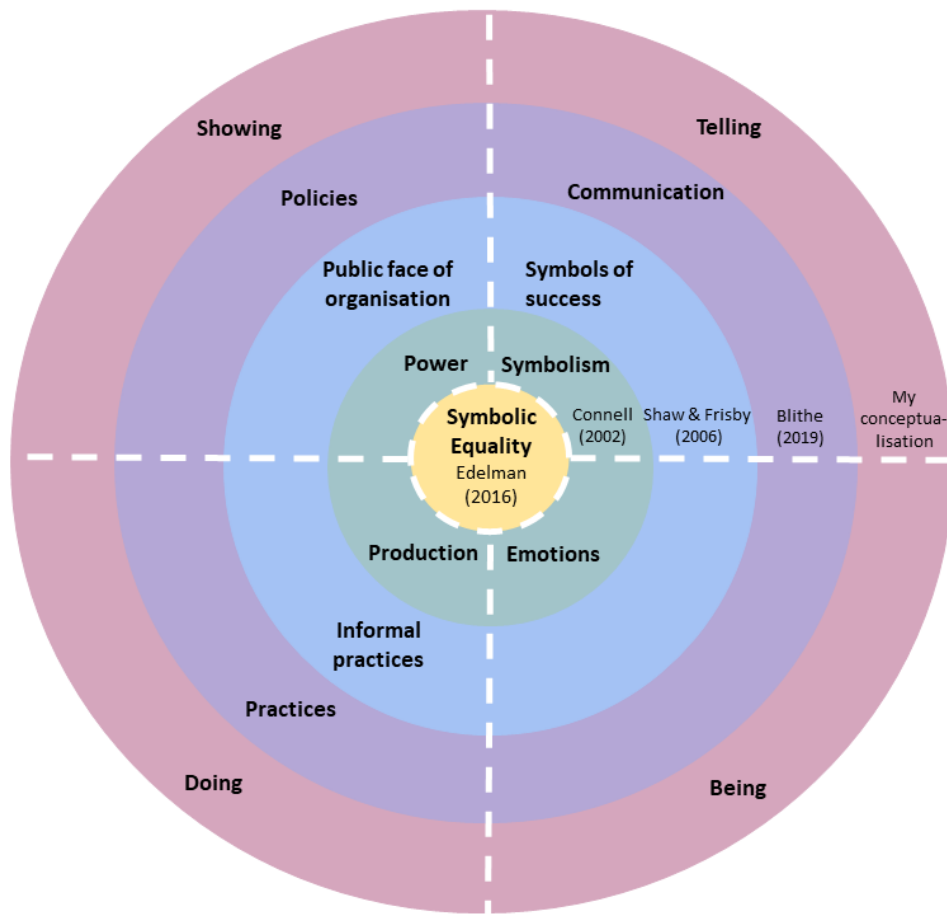 Showing
Telling
Policies
Communication
Public face of
organisation
Symbols of
success
Power
Symbolism
Symbolic
Equality
Edelman
(2016)
Connell
(2002)
Shaw & Frisby
(2006)
Blithe
(2019)
My
conceptua-
lisation
Production
Emotions
Informal
practices
Practices
Doing
Being